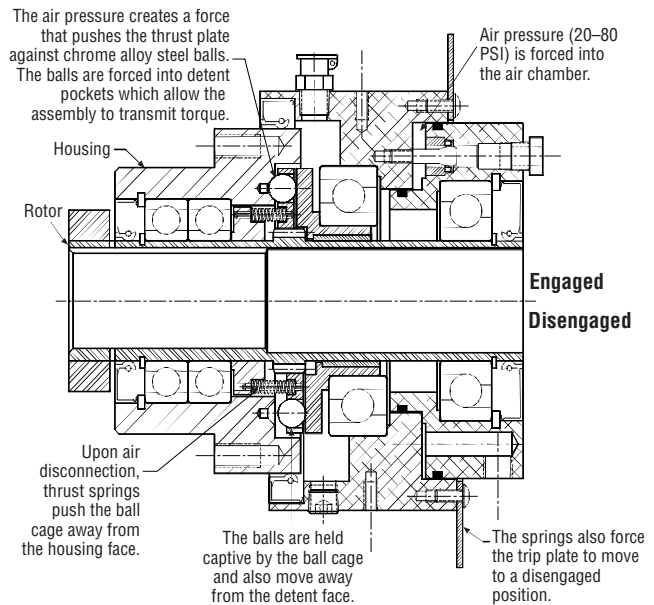 The air pressure creates a force
that pushes the thrust plate
against chrome alloy steel balls.
The balls are forced into detent
pockets which allow the
assembly to transmit torque.
Air pressure (20–80
PSI) is forced into
the air chamber.
Housing
Rotor
Engaged
Disengaged
Upon air
disconnection,
thrust springs
push the ball
cage away from
the housing face.
The balls are held
captive by the ball cage
and also move away
from the detent face.
The springs also force
the trip plate to move
to a disengaged
position.